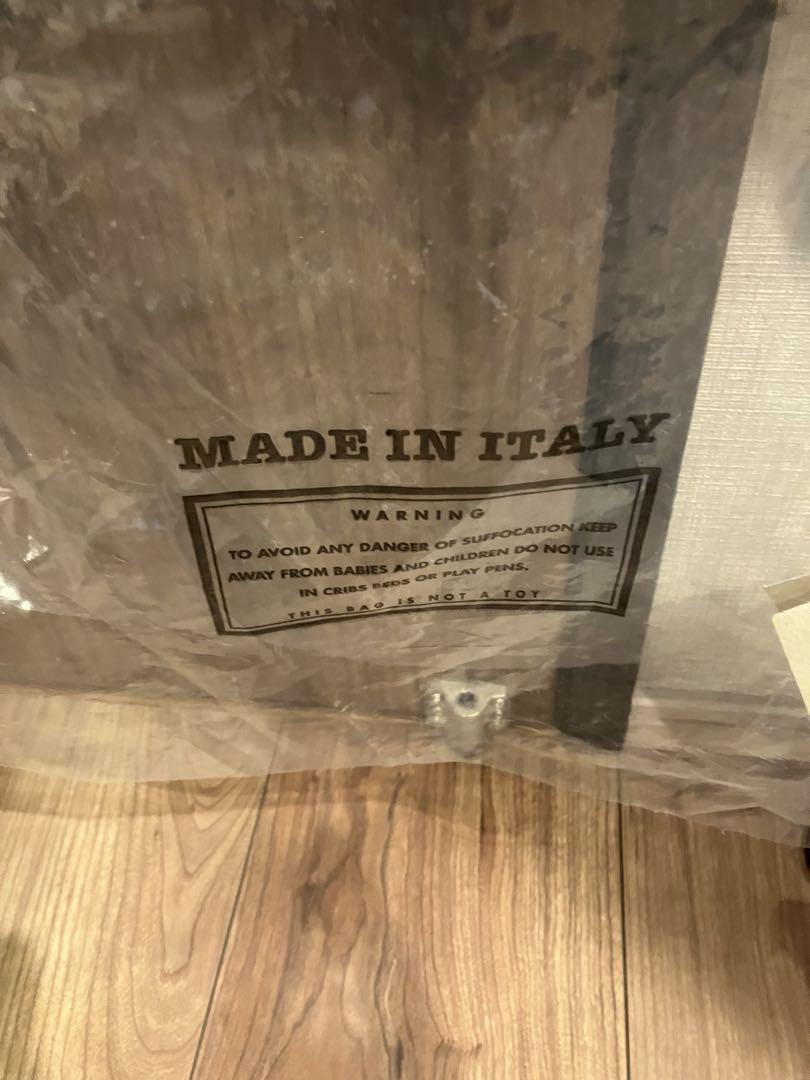 MADE IN ITALY
WARNING
TO AVOID ANY DANGER OF SUFFOCATION KEEP
AWAY FROM BABIES AND CHILDREN DO NOT USE
IN CRIBS BEDS OR PLAY PENS.
THIS BAG IS NOT A TOY